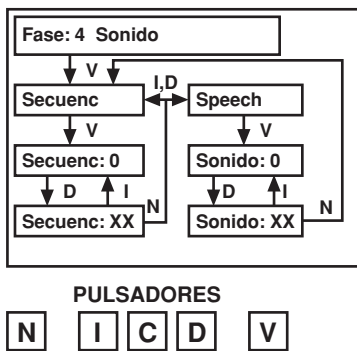 Fase: 4 Sonido
V
I,D
Secuenc
Speech
V
V
Secuenc: 0
Sonido: 0
D
I
D
I
N
N
Secuenc: XX
Sonido: XX
PULSADORES
N
I
C
D
V